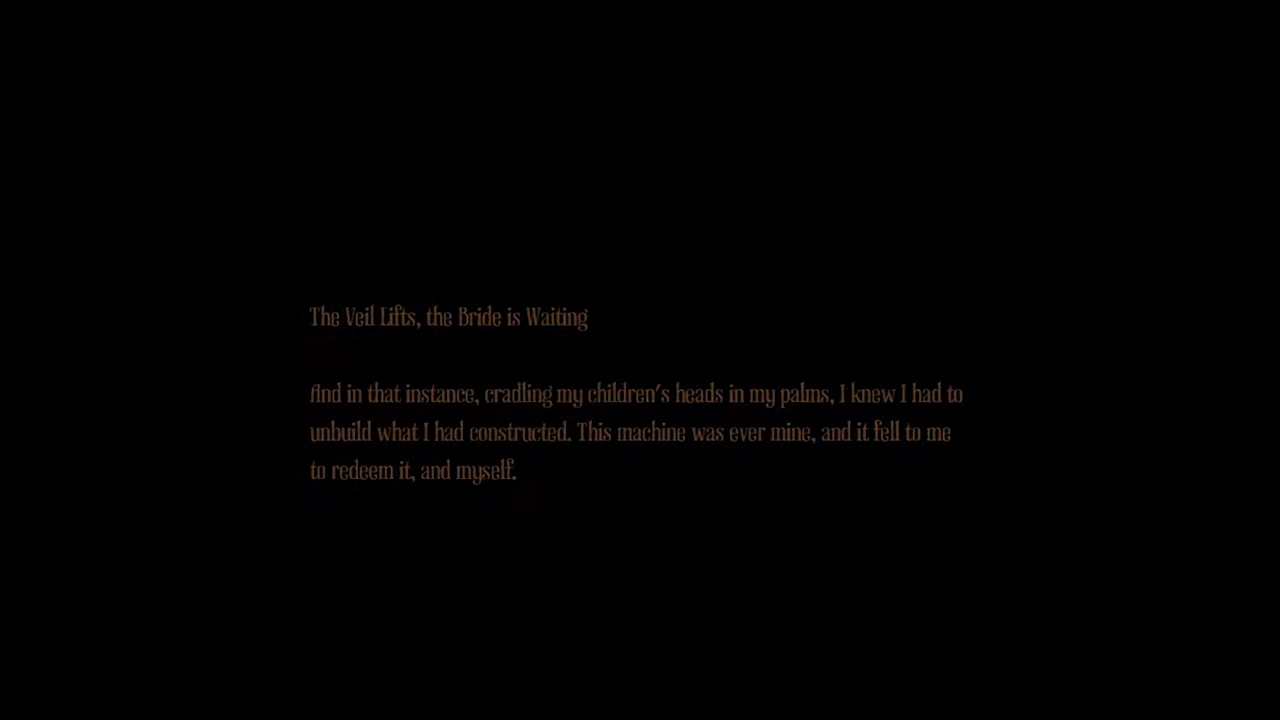 The Veil Lifts, the Bride is Waiting
And in that instance, cradling my children's heads in my palms, I knew I had to
unbuild what I had constructed. This machine was ever mine, and it fell to me
to redeem it, and myself.